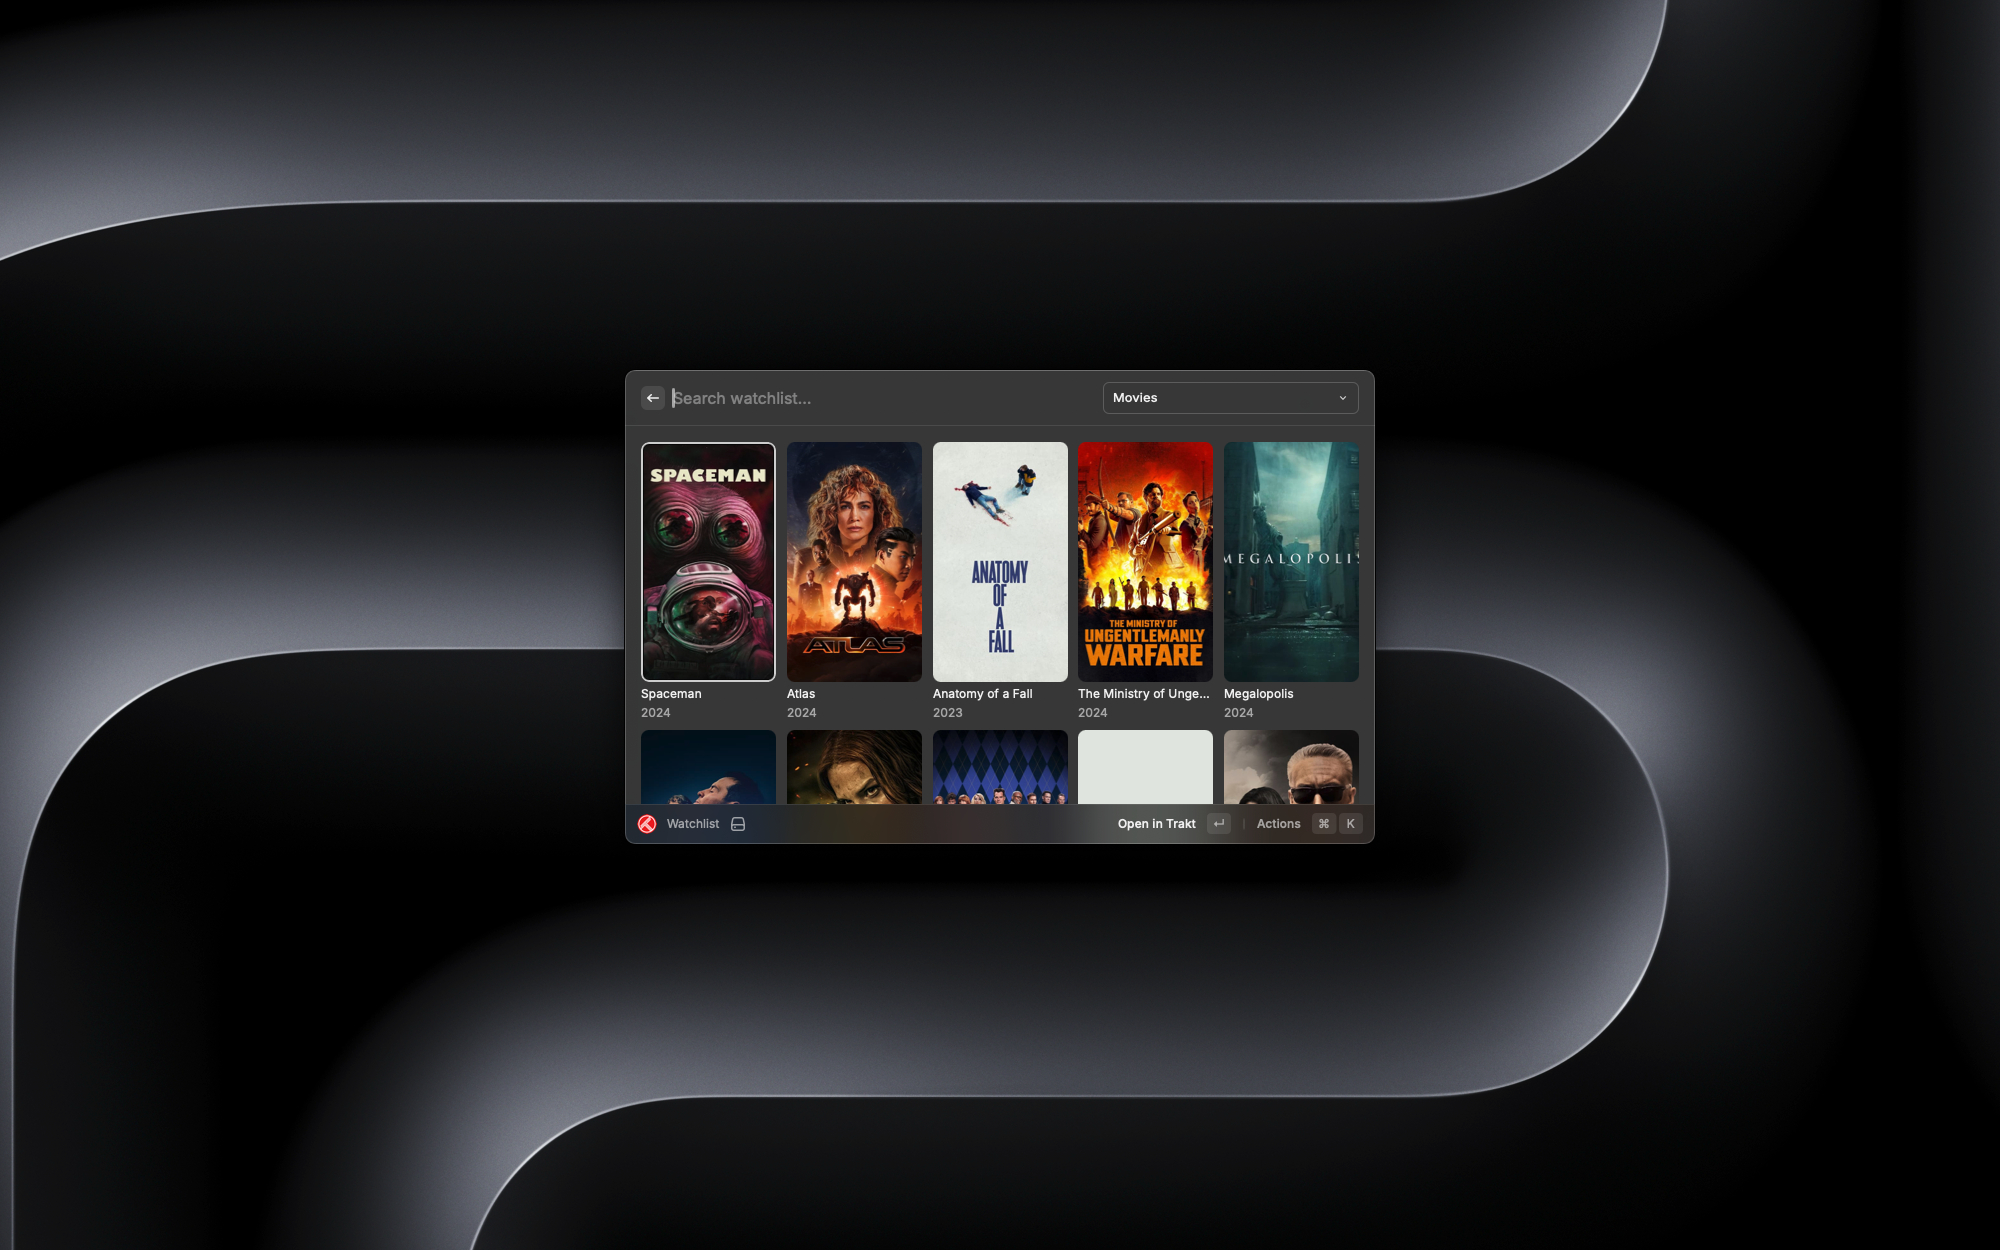 Search watchlist...
Movies
SPACEMAN
ATLAS
ANATOMY
OF
A
FALL
THE MINISTRY OF
UNGENTLEMANLY
WARFARE
MEGALOPOLIS
Spaceman
Atlas
Anatomy of a Fall
The Ministry of Unge...
Megalopolis
2024
2024
2023
2024
2024
Watchlist
Open in Trakt
Actions
⌘
K